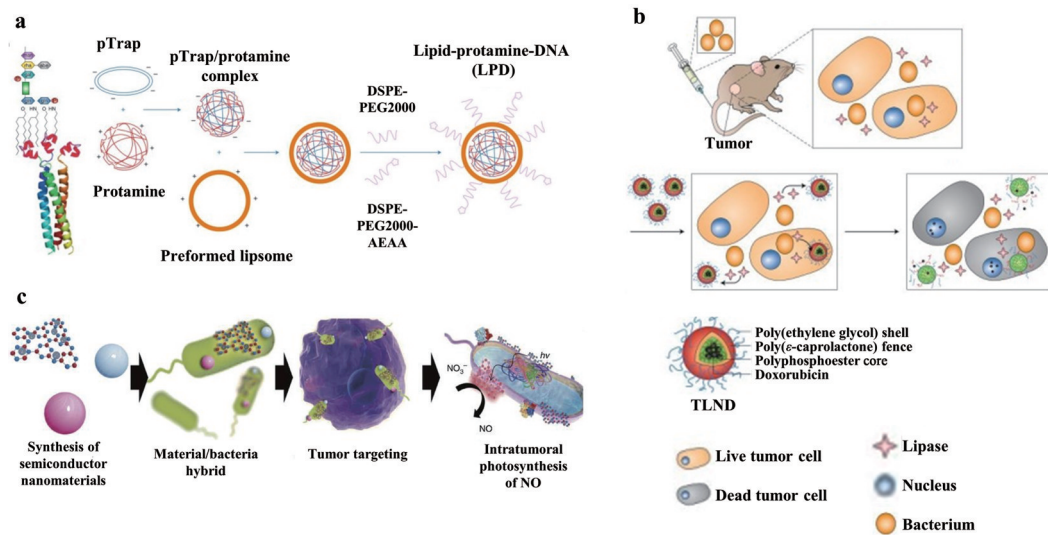 a
pTrap
pTrap/protamine
complex
Lipid-protamine-DNA
(LPD)
DSPE-
PEG2000
Protamine
DSPE-
PEG2000-
AEAA
Preformed lipsome
b
Tumor
Poly(ethylene glycol) shell
Poly(ε-caprolactone) fence
Polyphosphoester core
Doxorubicin
TLND
Live tumor cell
Dead tumor cell
Lipase
Nucleus
Bacterium
c
Synthesis of
semiconductor
nanomaterials
Material/bacteria
hybrid
Tumor targeting
NO₃⁻
hv
NO
Intratumoral
photosynthesis
of NO